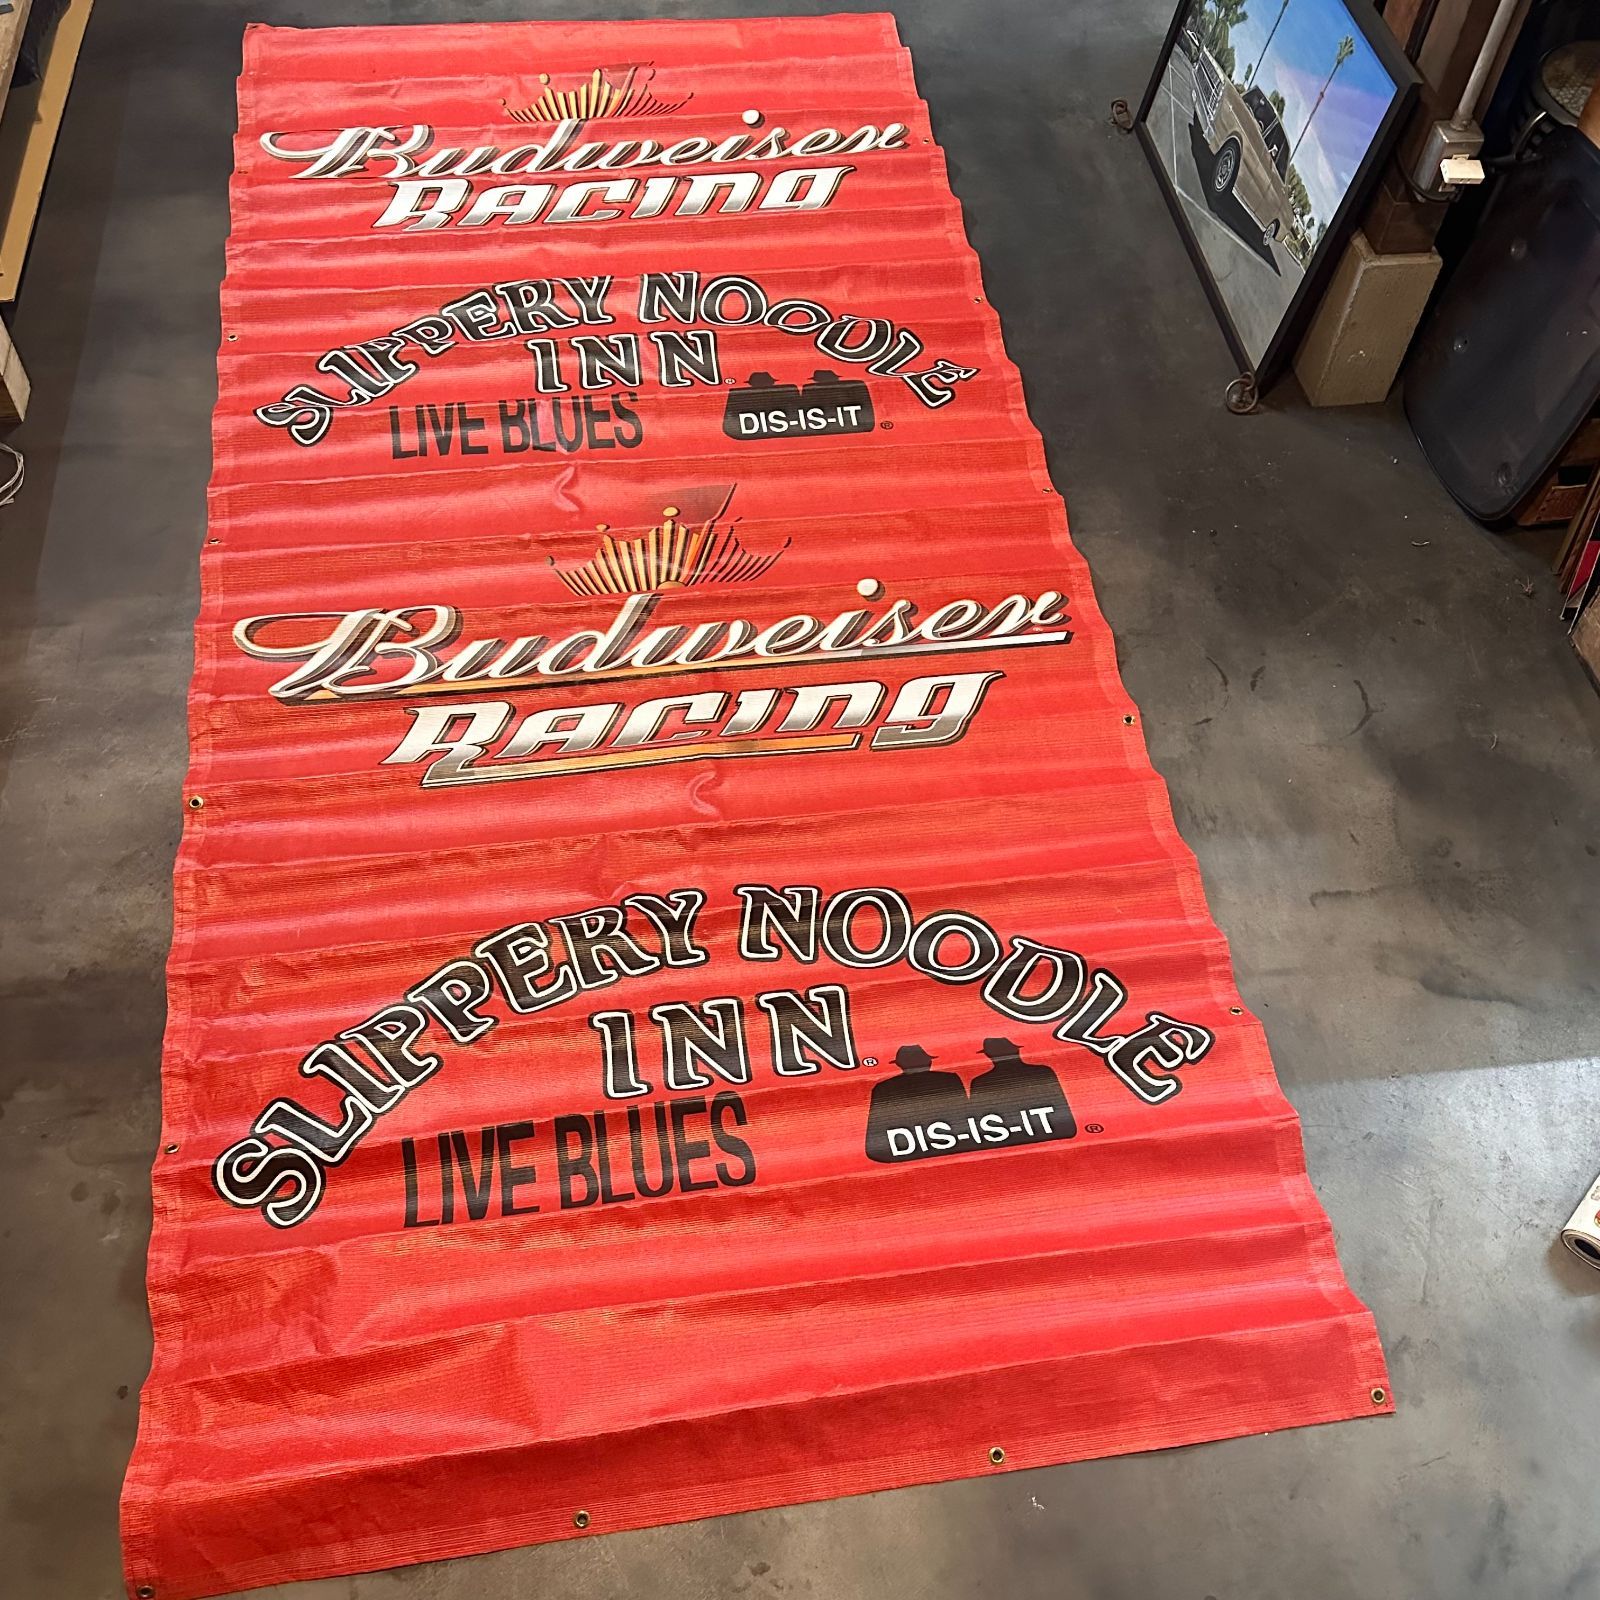 Budweiser
Racing
SLIPPERY NOODLE
INN®
LIVE BLUES
DIS-IS-IT ®
Budweiser
Racing
SLIPPERY NOODLE
INN®
LIVE BLUES
DIS-IS-IT ®